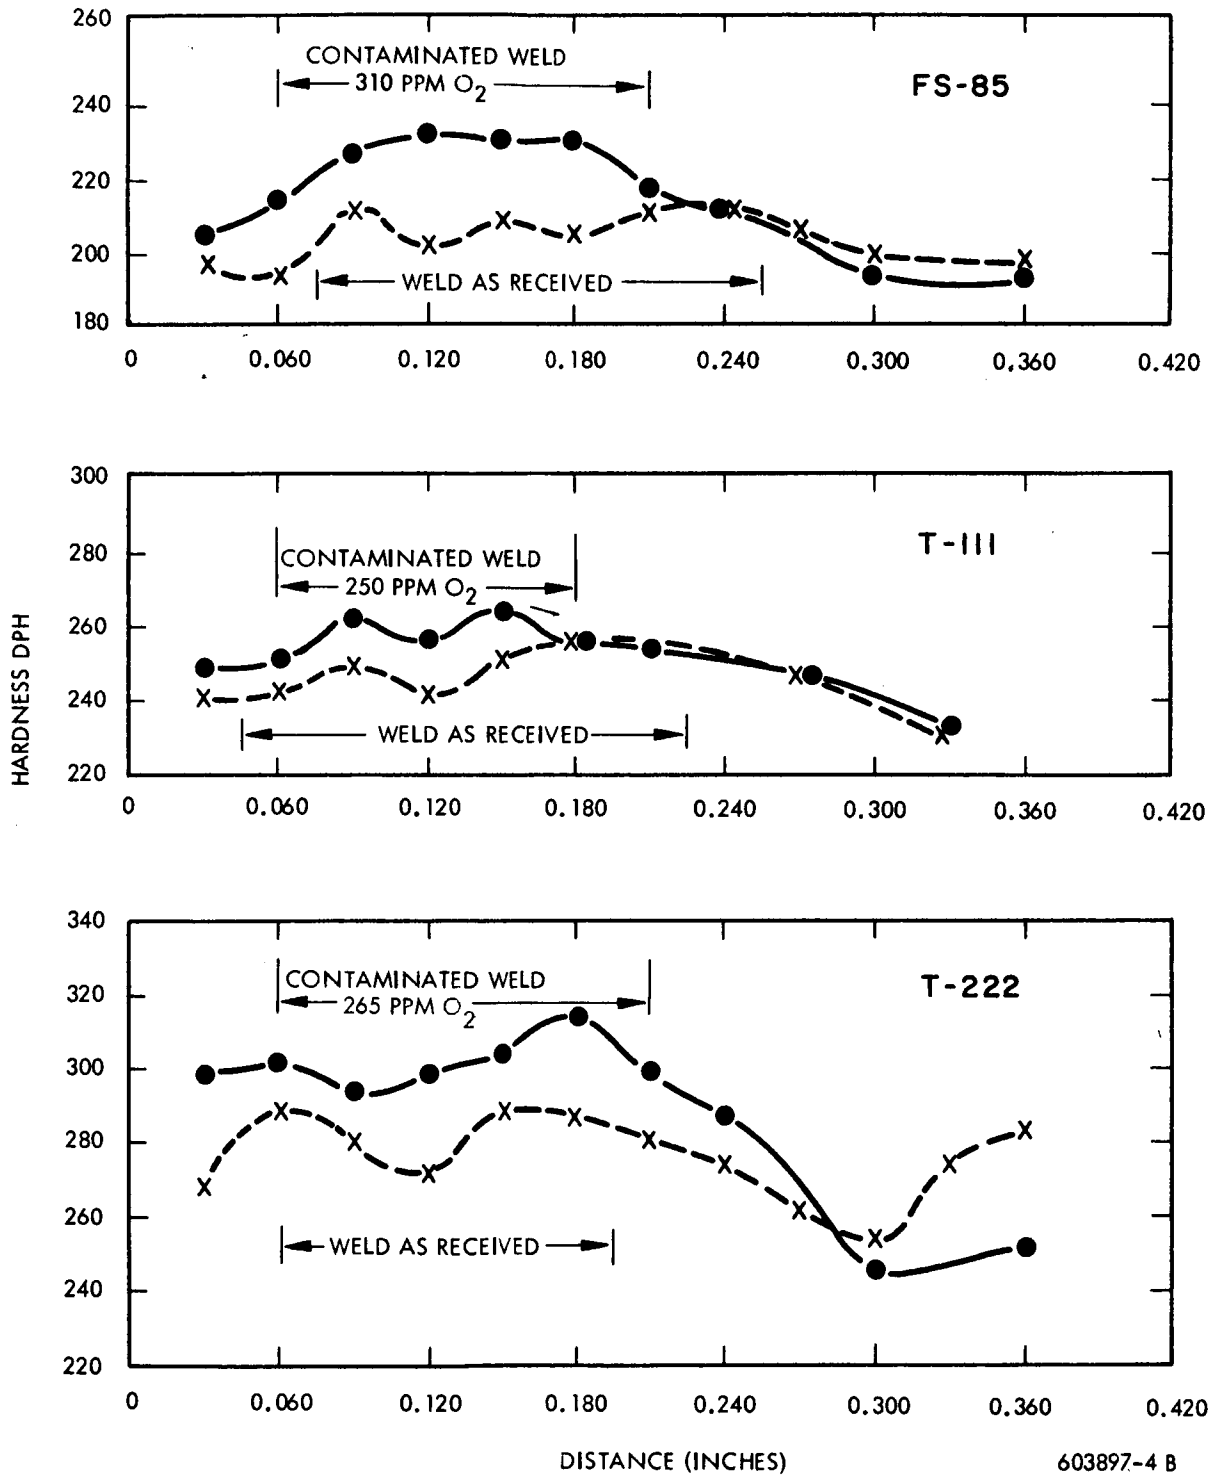 260
240
220
200
180
CONTAMINATED WELD
310 PPM O2
FS-85
WELD AS RECEIVED
0 0.060 0.120 0.180 0.240 0.300 0.360 0.420
HARDNESS DPH
300
280
260
240
220
CONTAMINATED WELD
250 PPM O2
T-111
WELD AS RECEIVED
0 0.060 0.120 0.180 0.240 0.300 0.360 0.420
340
320
300
280
260
240
220
CONTAMINATED WELD
265 PPM O2
T-222
WELD AS RECEIVED
0 0.060 0.120 0.180 0.240 0.300 0.360 0.420
DISTANCE (INCHES)
603897-4 B